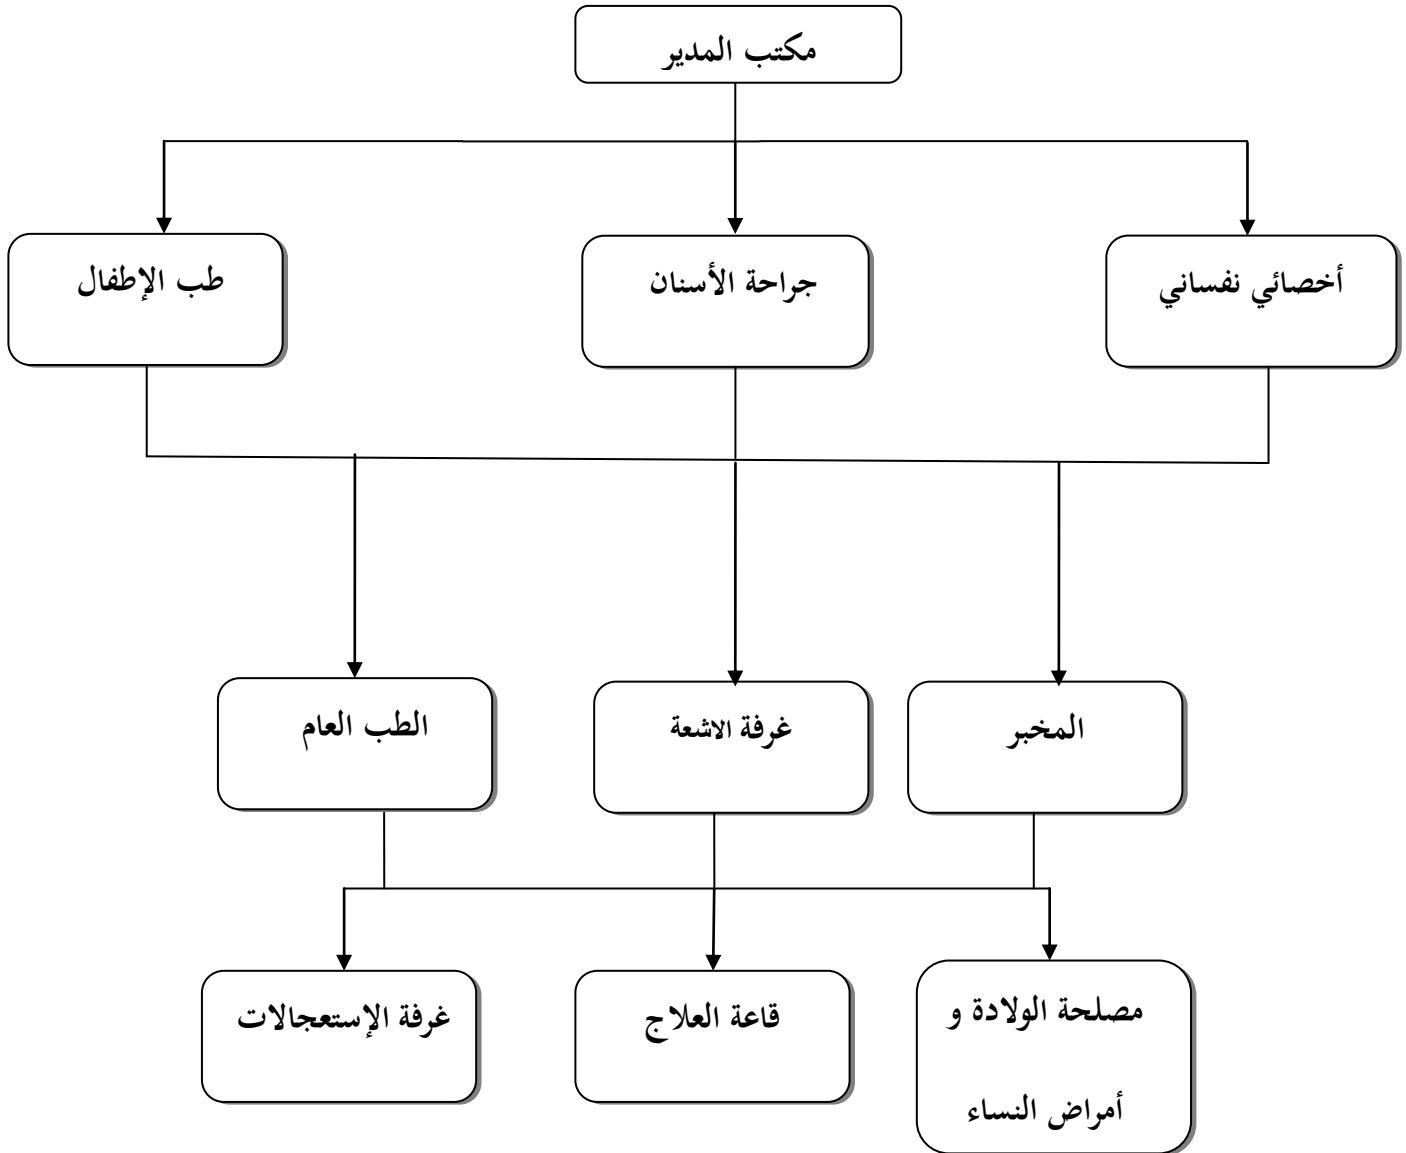 مكتب المدير
أخصائي نفساني
جراحة الأسنان
طب الإطفال
المخبر
غرفة الاشعة
الطب العام
مصلحة الولادة و
أمراض النساء
قاعة العلاج
غرفة الإستعجالات